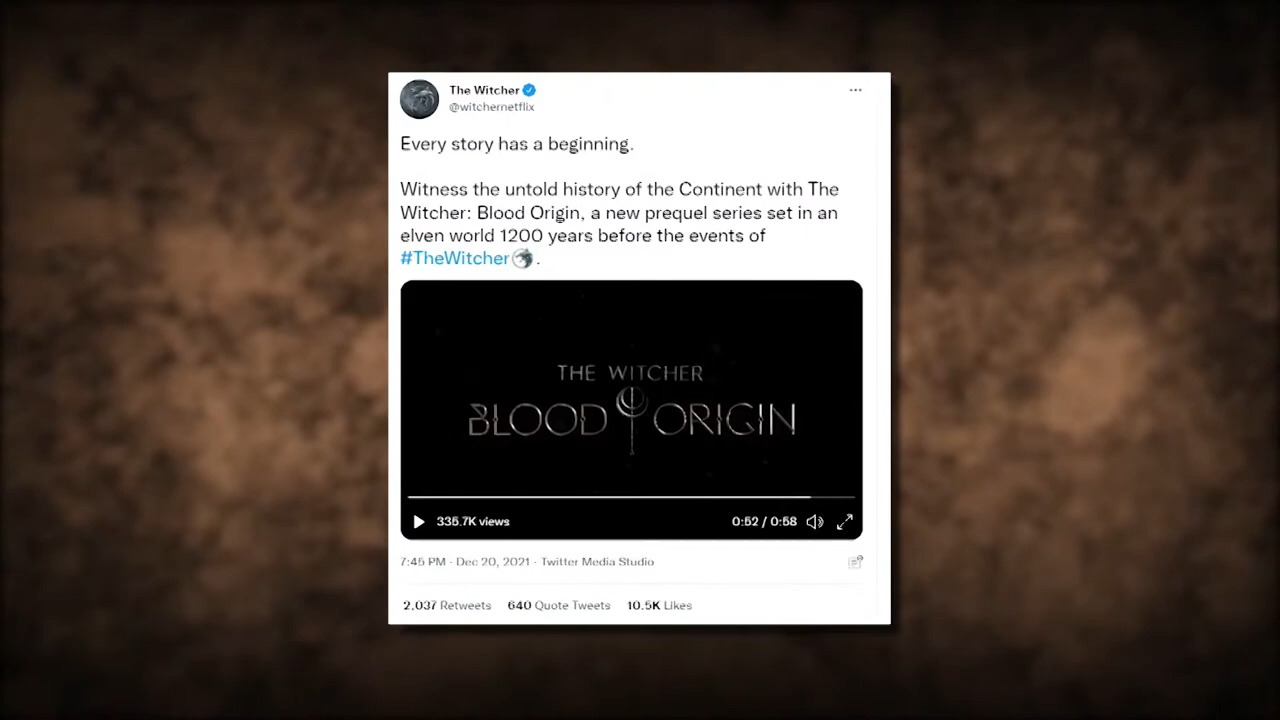 The Witcher
@witchernetflix
Every story has a beginning.
Witness the untold history of the Continent with The
Witcher: Blood Origin, a new prequel series set in an
elven world 1200 years before the events of
#TheWitcher.
THE WITCHER
BLOOD ORIGIN
335.7K views
0:52 / 0:58
7:45 PM · Dec 20, 2021 · Twitter Media Studio
2,037 Retweets 640 Quote Tweets 10.5K Likes